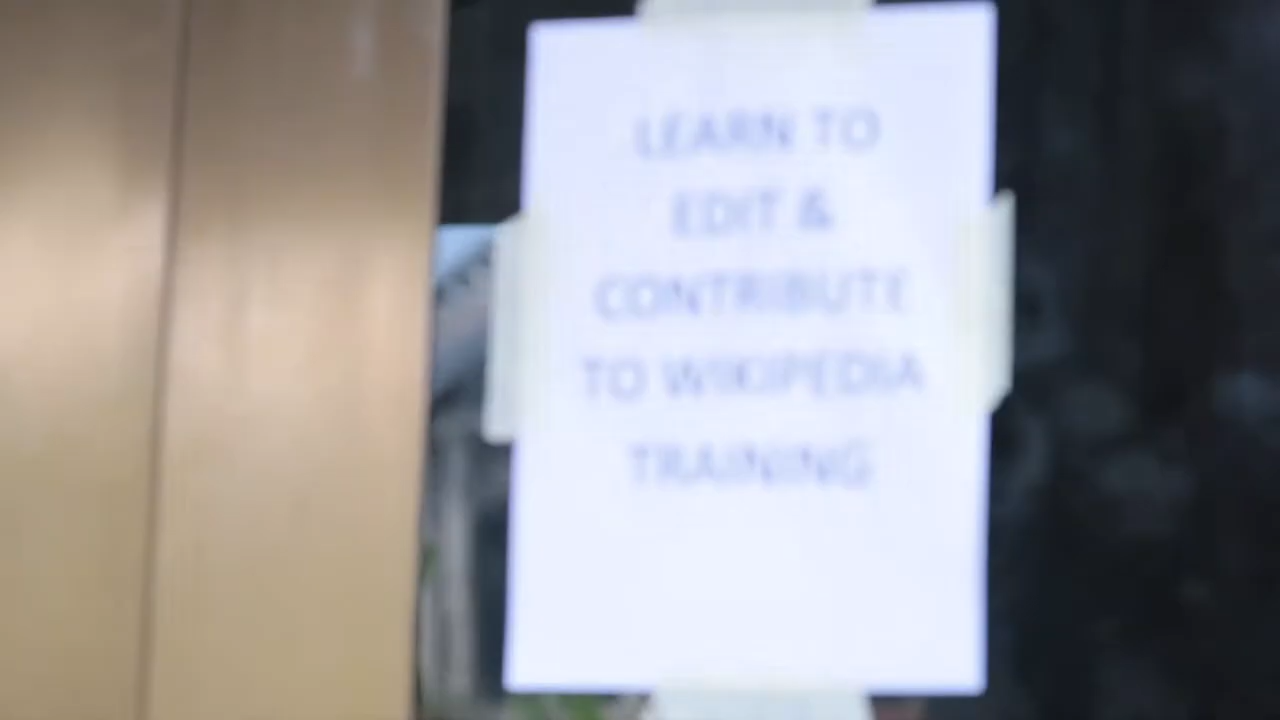 LEARN TO
EDIT &
CONTRIBUTE
TO WIKIPEDIA
TRAINING